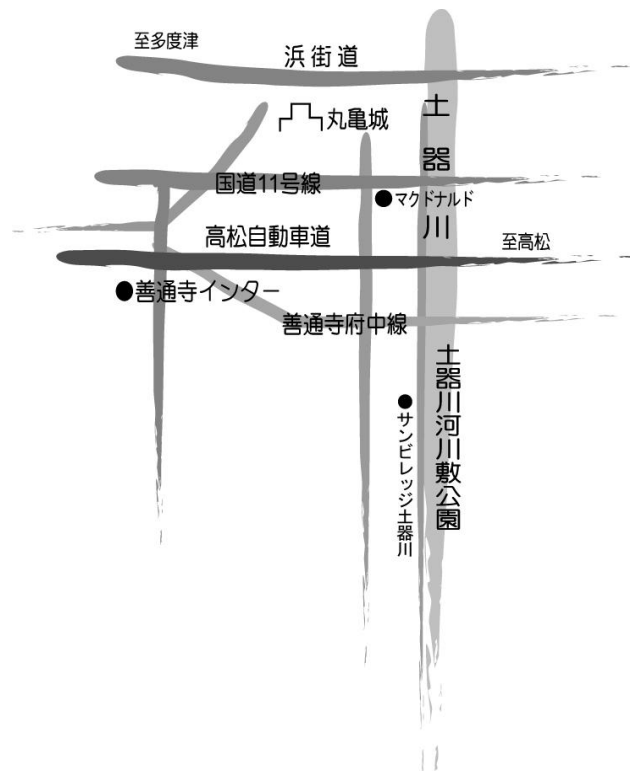 至多度津
浜街道
丸亀城
土器川
国道11号線
●マクドナルド
高松自動車道
至高松
●善通寺インター
善通寺府中線
土器川河川敷公園
●サンビレッジ土器川